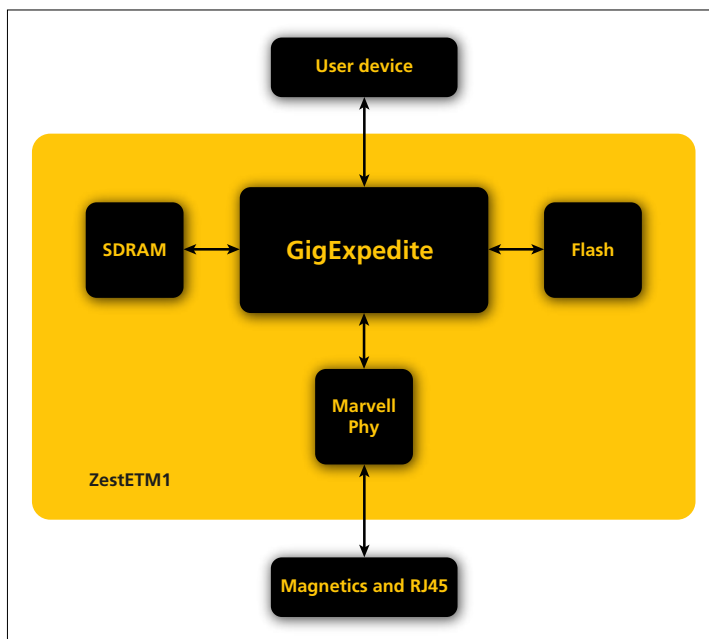 User device
SDRAM
GigExpedite
Flash
Marvell
Phy
ZestETM1
Magnetics and RJ45